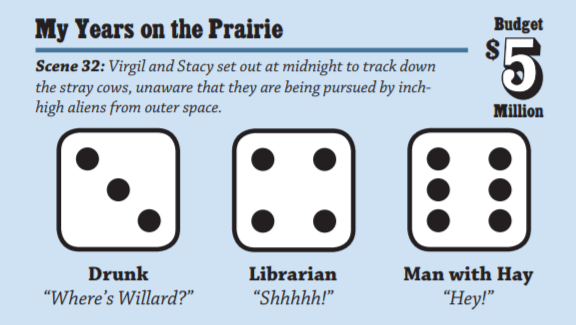 My Years on the Prairie
Budget
$5
Million
Scene 32: Virgil and Stacy set out at midnight to track down
the stray cows, unaware that they are being pursued by inch-
high aliens from outer space.
Drunk
Librarian
Man with Hay
“Where’s Willard?”
“Shhhhh!”
“Hey!”